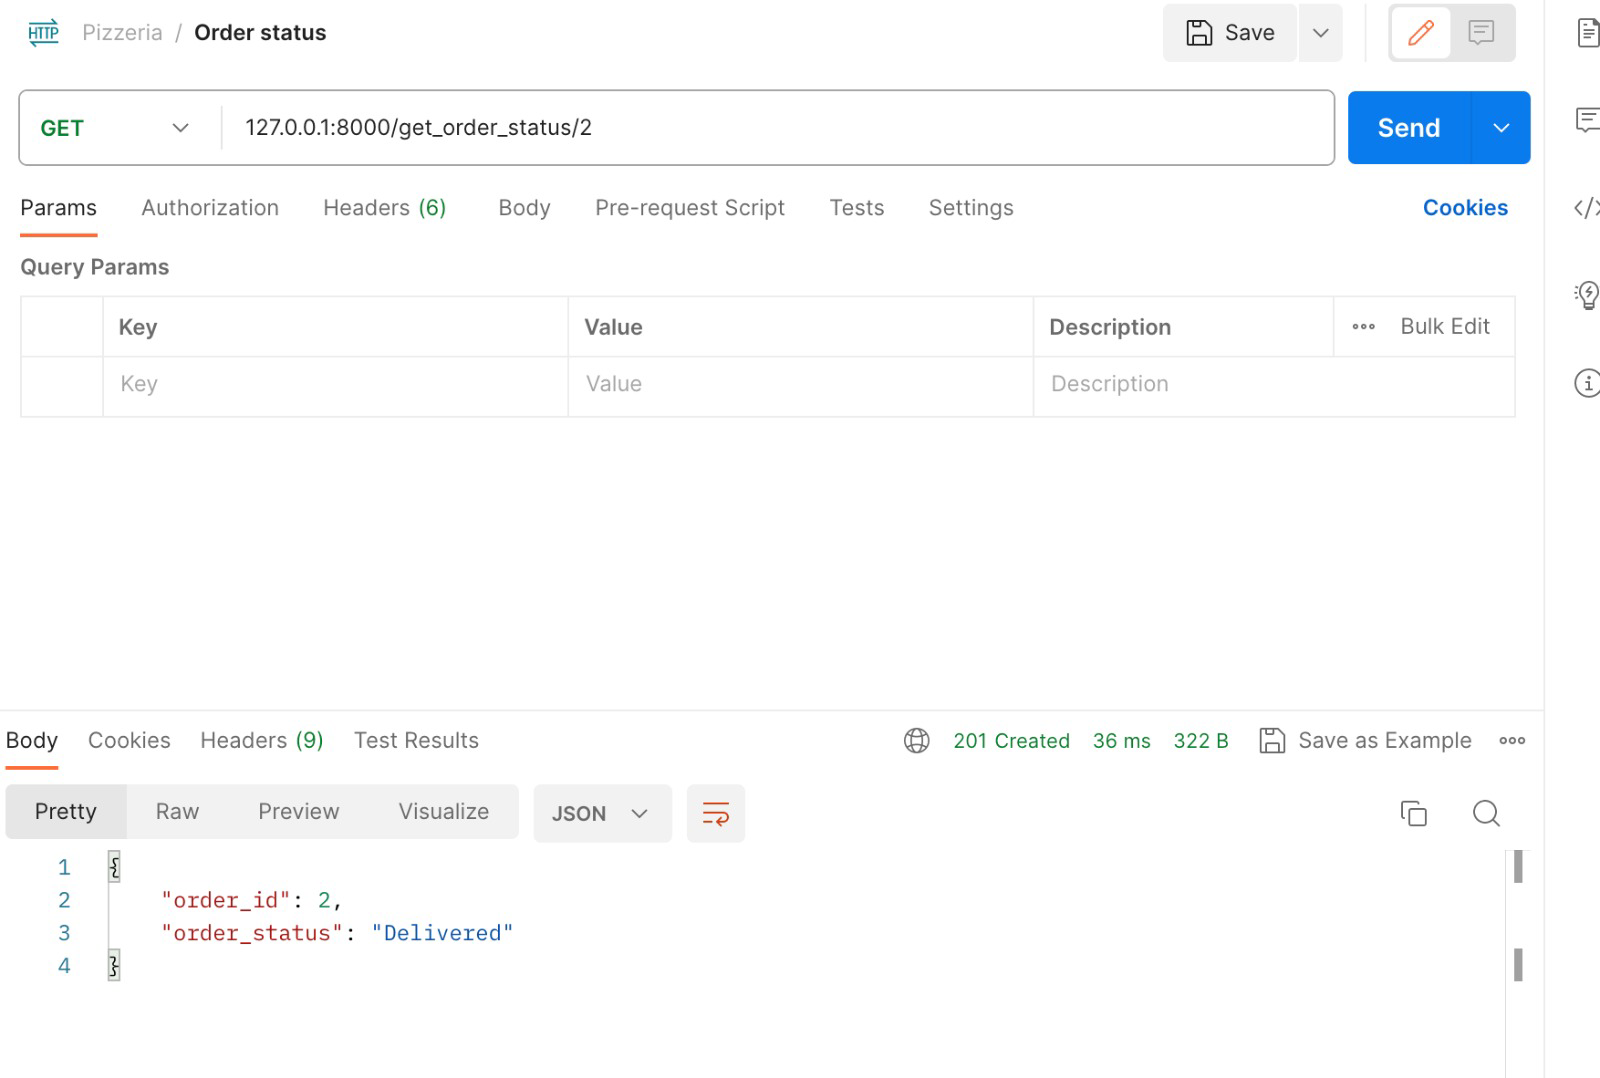 HTTP Pizzeria / Order status Save
GET 127.0.0.1:8000/get_order_status/2 Send
Params Authorization Headers (6) Body Pre-request Script Tests Settings Cookies
Query Params
Key Value Description Bulk Edit
Key Value Description
Body Cookies Headers (9) Test Results 201 Created 36 ms 322 B Save as Example
Pretty Raw Preview Visualize JSON
1 {
2 "order_id": 2,
3 "order_status": "Delivered"
4 }